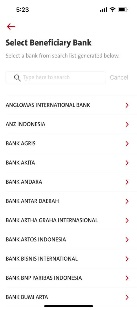 5:23
Select Beneficiary Bank
Select a bank from search list generated below.
Type here to search
Cancel
ANGLOMAS INTERNATIONAL BANK
ANZ INDONESIA
BANK AGRIS
BANK AKITA
BANK ANDARA
BANK ANTAR DAERAH
BANK ARTHA GRAHA INTERNASIONAL
BANK ARTOS INDONESIA
BANK BISNIS INTERNATIONAL
BANK BNP PARIBAS INDONESIA
BANK BUMI ARTA